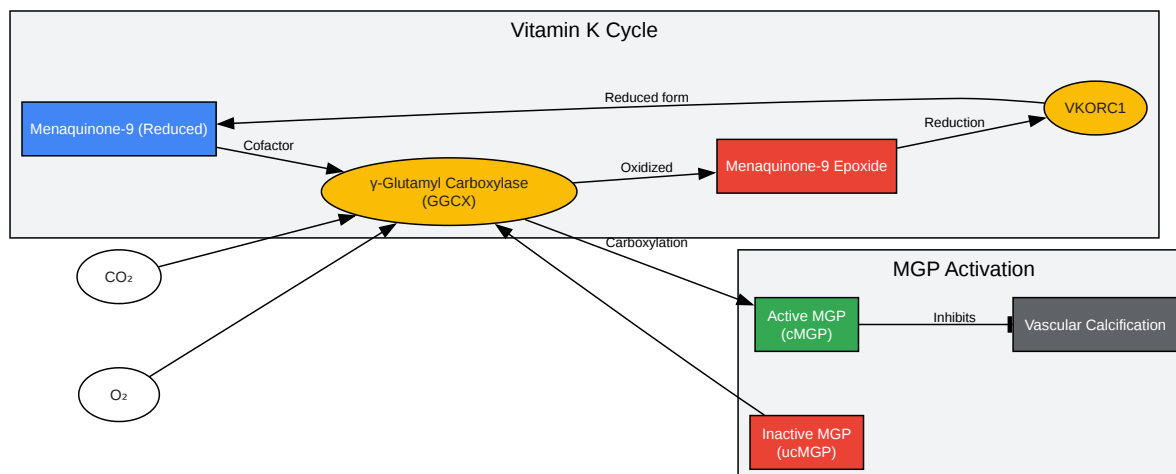 Vitamin K Cycle
Reduced form
VKORC1
Menaquinone-9 (Reduced)
Reduction
Cofactor
Oxidized
Menaquinone-9 Epoxide
γ-Glutamyl Carboxylase
(GGCX)
Carboxylation
CO₂
MGP Activation
Active MGP
(cMGP)
Inhibits
Vascular Calcification
O₂
Inactive MGP
(ucMGP)